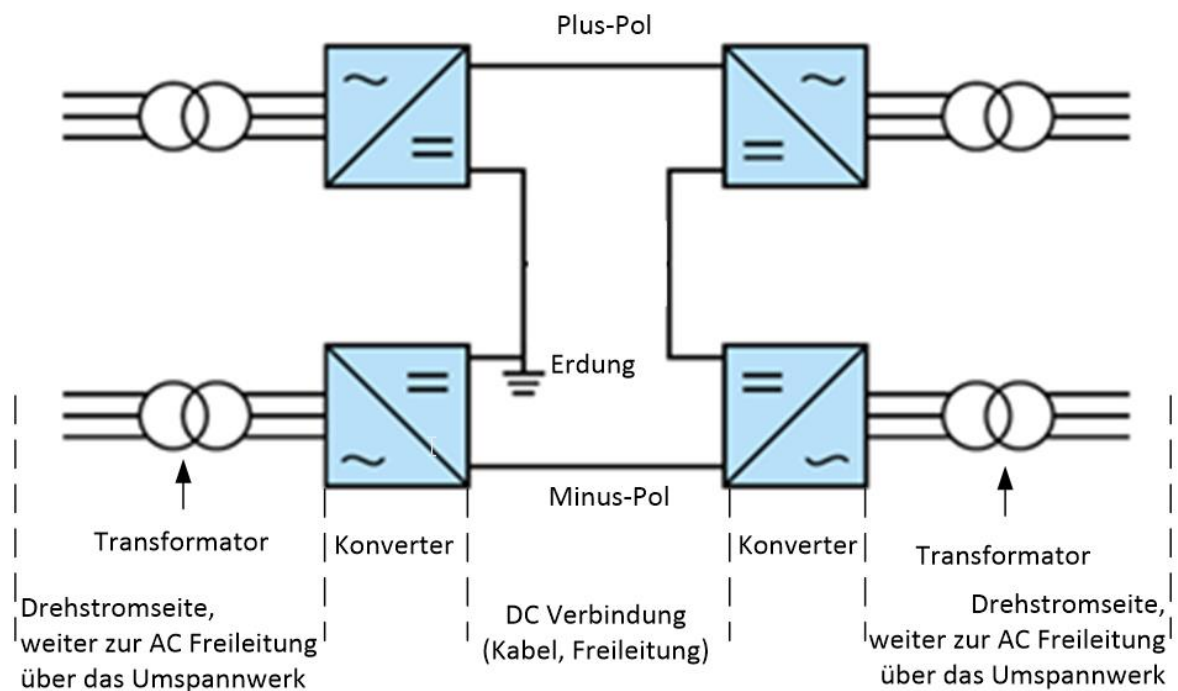 Plus-Pol
Erdung
Minus-Pol
Transformator
Konverter
Konverter
Transformator
Drehstromseite,
weiter zur AC Freileitung
über das Umspannwerk
DC Verbindung
(Kabel, Freileitung)
Drehstromseite,
weiter zur AC Freileitung
über das Umspannwerk